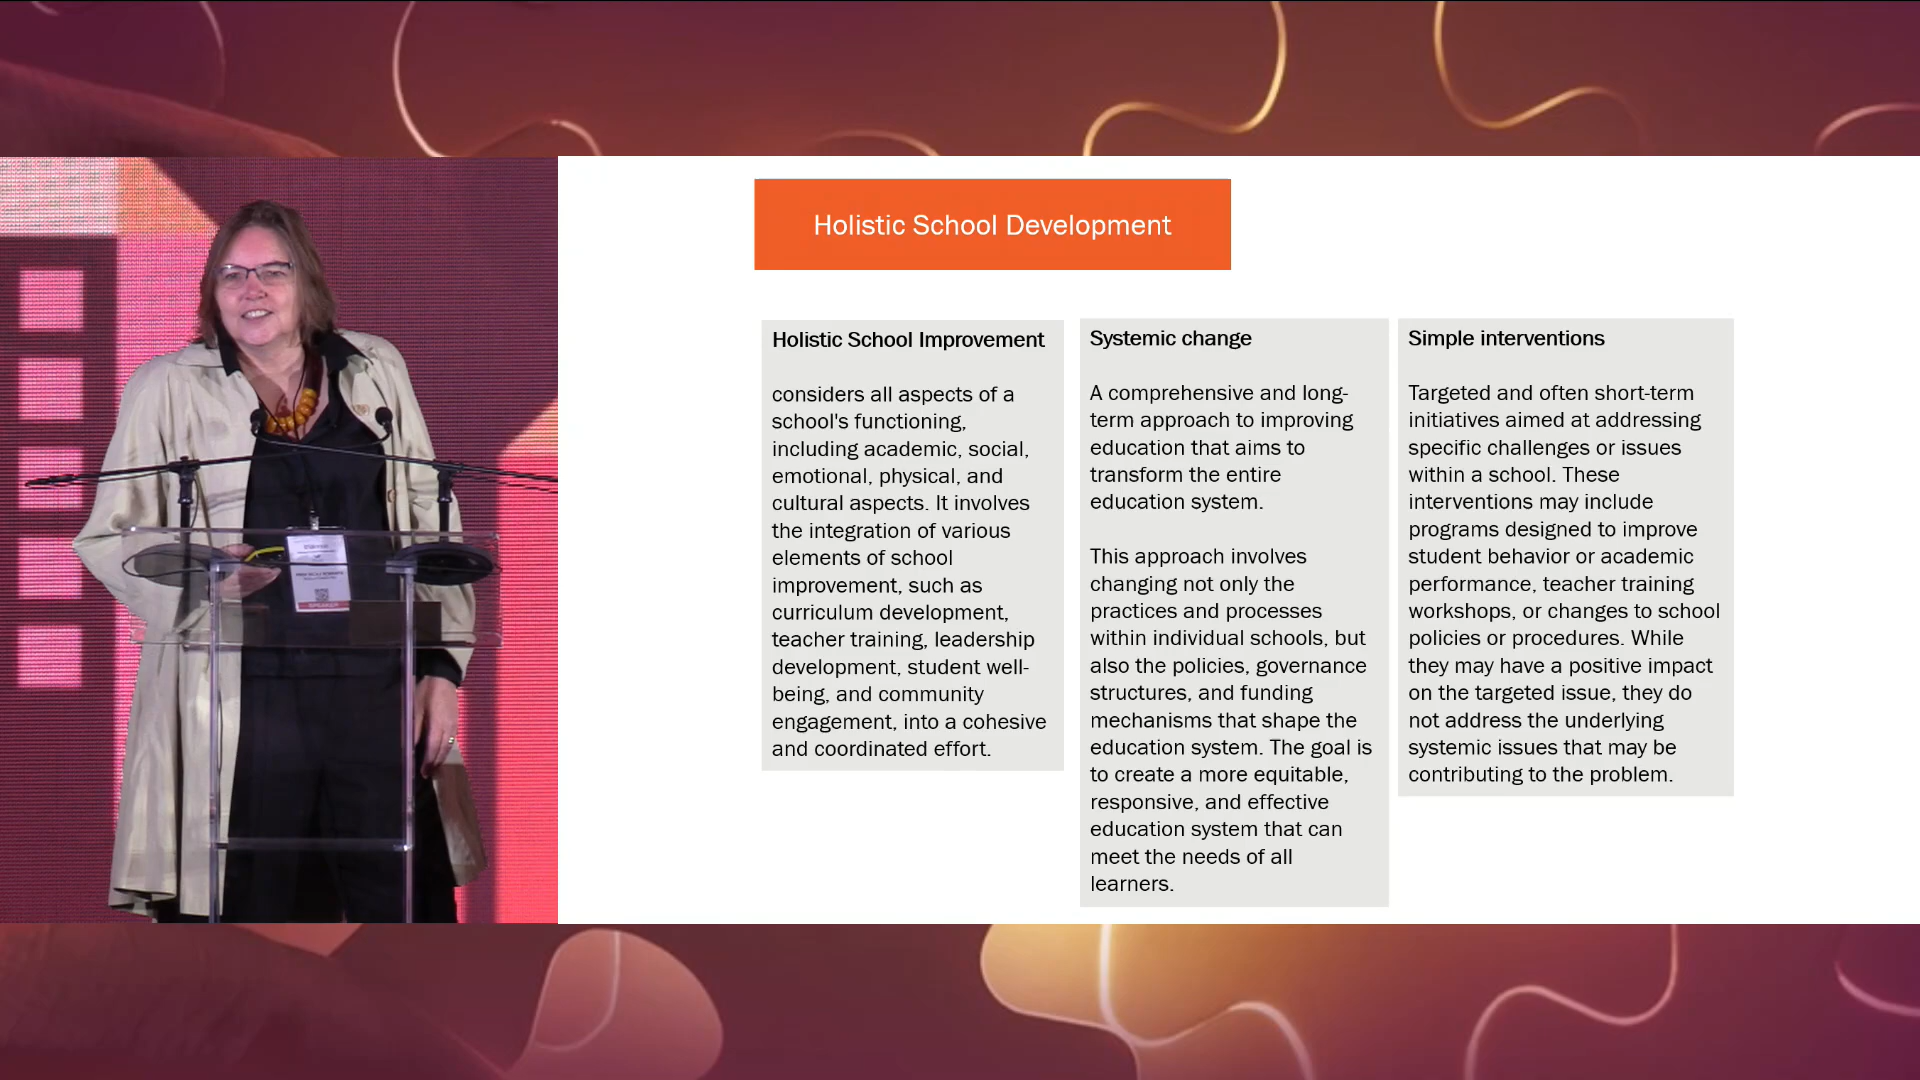 Holistic School Development
Holistic School Improvement
considers all aspects of a
school's functioning,
including academic, social,
emotional, physical, and
cultural aspects. It involves
the integration of various
elements of school
improvement, such as
curriculum development,
teacher training, leadership
development, student well-
being, and community
engagement, into a cohesive
and coordinated effort.
Systemic change
A comprehensive and long-
term approach to improving
education that aims to
transform the entire
education system.
This approach involves
changing not only the
practices and processes
within individual schools, but
also the policies, governance
structures, and funding
mechanisms that shape the
education system. The goal is
to create a more equitable,
responsive, and effective
education system that can
meet the needs of all
learners.
Simple interventions
Targeted and often short-term
initiatives aimed at addressing
specific challenges or issues
within a school. These
interventions may include
programs designed to improve
student behavior or academic
performance, teacher training
workshops, or changes to school
policies or procedures. While
they may have a positive impact
on the targeted issue, they do
not address the underlying
systemic issues that may be
contributing to the problem.
SPEAKER